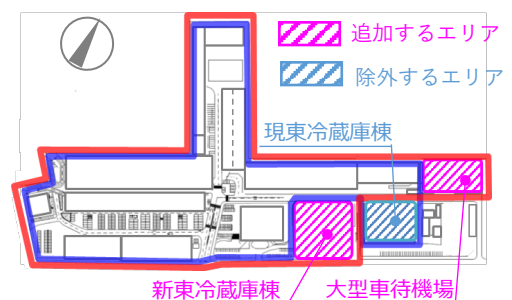 追加するエリア
除外するエリア
現東冷蔵庫棟
新東冷蔵庫棟
大型車待機場